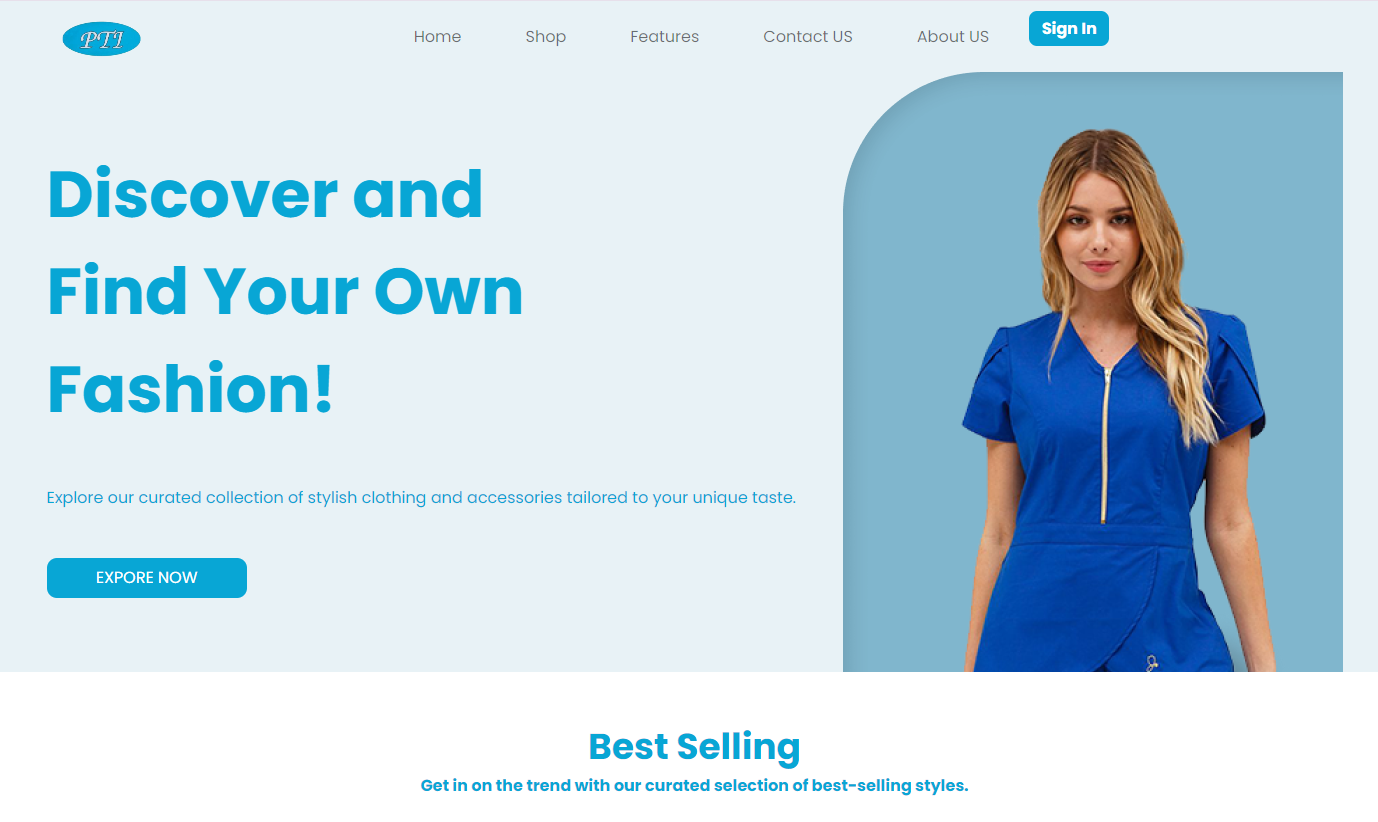 PTI
Home Shop Features Contact US About US Sign In
Discover and
Find Your Own
Fashion!
Explore our curated collection of stylish clothing and accessories tailored to your unique taste.
EXPORE NOW
Best Selling
Get in on the trend with our curated selection of best-selling styles.